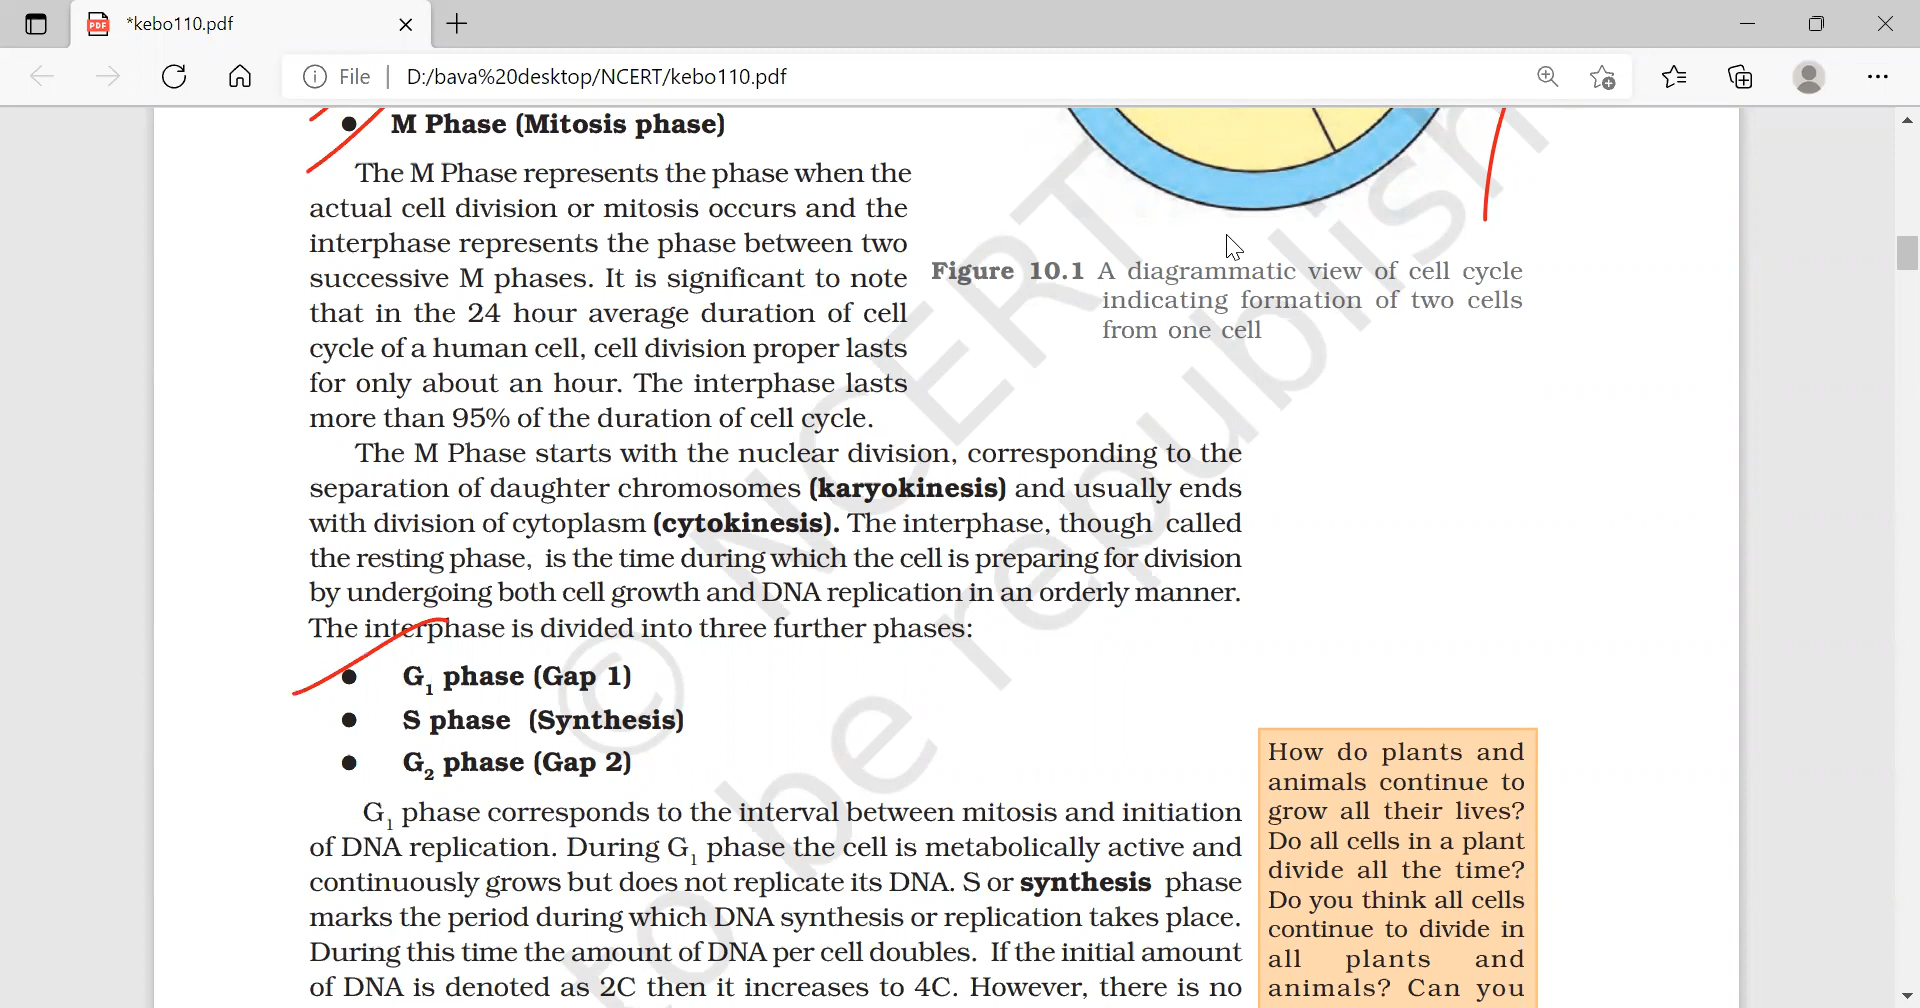 *kebo110.pdf
File
D:/bava%20desktop/NCERT/kebo110.pdf
• M Phase (Mitosis phase)
The M Phase represents the phase when the
actual cell division or mitosis occurs and the
interphase represents the phase between two
successive M phases. It is significant to note
that in the 24 hour average duration of cell
cycle of a human cell, cell division proper lasts
for only about an hour. The interphase lasts
more than 95% of the duration of cell cycle.
Figure 10.1 A diagrammatic view of cell cycle
indicating formation of two cells
from one cell
The M Phase starts with the nuclear division, corresponding to the
separation of daughter chromosomes (karyokinesis) and usually ends
with division of cytoplasm (cytokinesis). The interphase, though called
the resting phase, is the time during which the cell is preparing for division
by undergoing both cell growth and DNA replication in an orderly manner.
The interphase is divided into three further phases:
• G₁ phase (Gap 1)
• S phase (Synthesis)
• G₂ phase (Gap 2)
G₁ phase corresponds to the interval between mitosis and initiation
of DNA replication. During G₁ phase the cell is metabolically active and
continuously grows but does not replicate its DNA. S or synthesis phase
marks the period during which DNA synthesis or replication takes place.
During this time the amount of DNA per cell doubles. If the initial amount
of DNA is denoted as 2C then it increases to 4C. However, there is no
How do plants and
animals continue to
grow all their lives?
Do all cells in a plant
divide all the time?
Do you think all cells
continue to divide in
all plants and
animals? Can you
© NCERT
to be republish